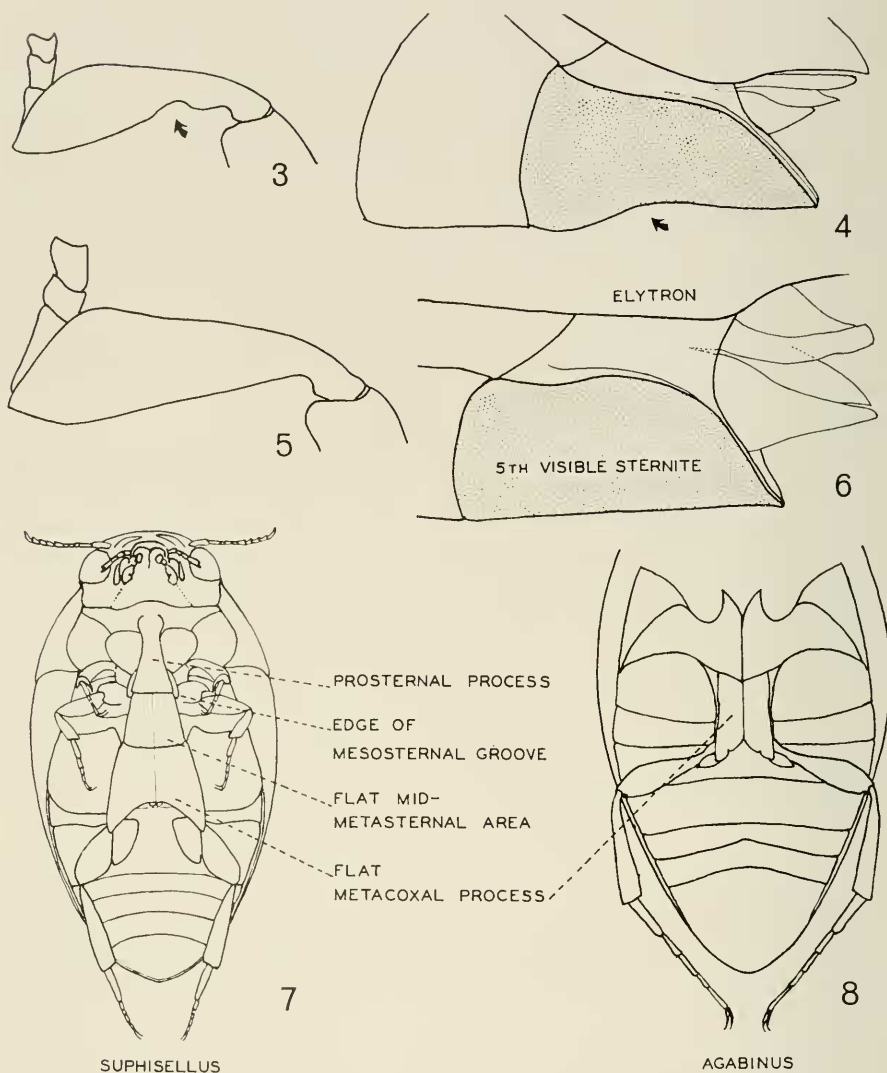 3
4
5
ELYTRON
5TH VISIBLE STERNITE
6
PROSTERNAL PROCESS
EDGE OF
MESOSTERNAL GROOVE
FLAT MID-
METASTERNAL AREA
FLAT
METACOXAL PROCESS
7
8
SUPHISELLUS
AGABINUS